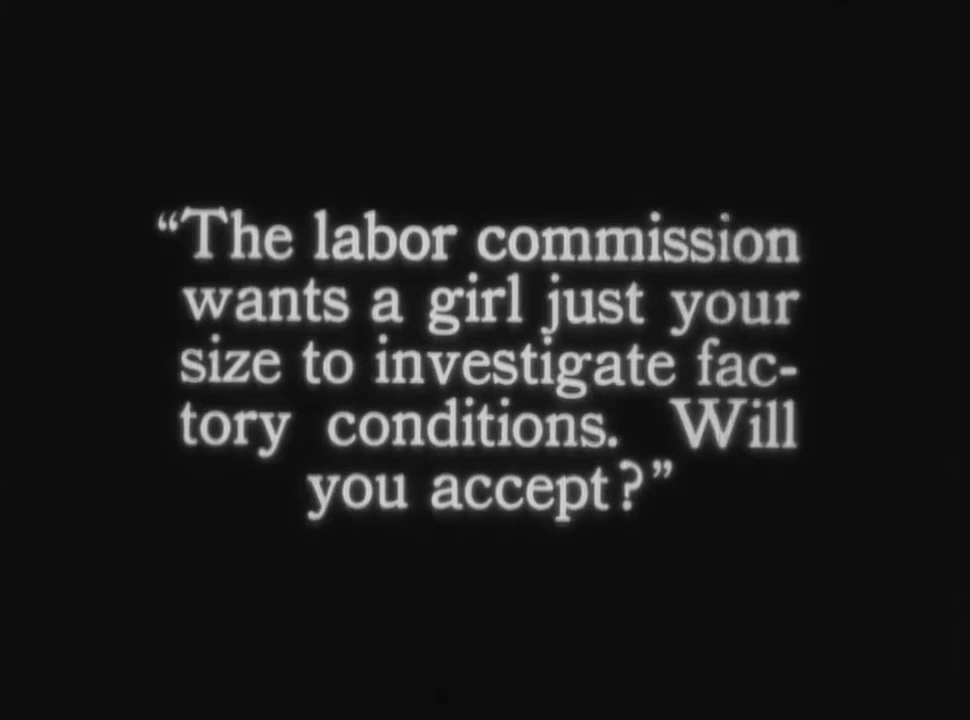 “The labor commission
wants a girl just your
size to investigate fac-
tory conditions. Will
you accept?”